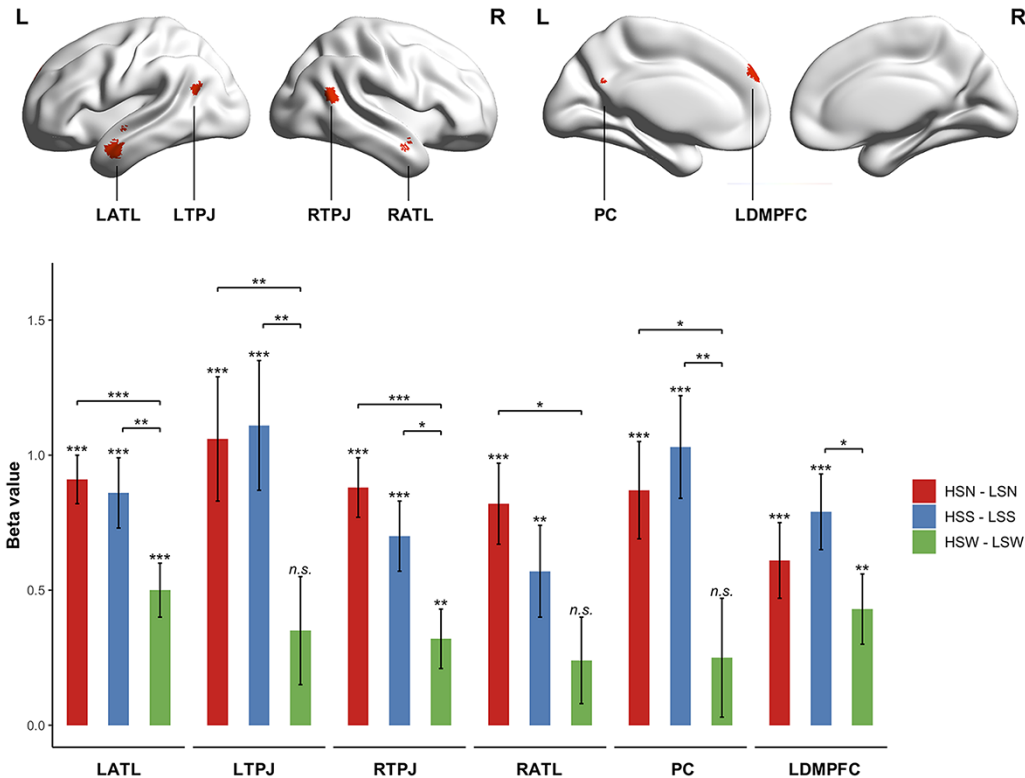 L R L R
LATL LTPJ RTPJ RATL PC LDMPFC
Beta value
1.5
1.0
0.5
0.0
*** ** *** * * *
** ** * **
*** *** *** *** *** *** *** *** ** *** *** *** ***
*** n.s. ** n.s. n.s. **
HSN - LSN
HSS - LSS
HSW - LSW
LATL LTPJ RTPJ RATL PC LDMPFC